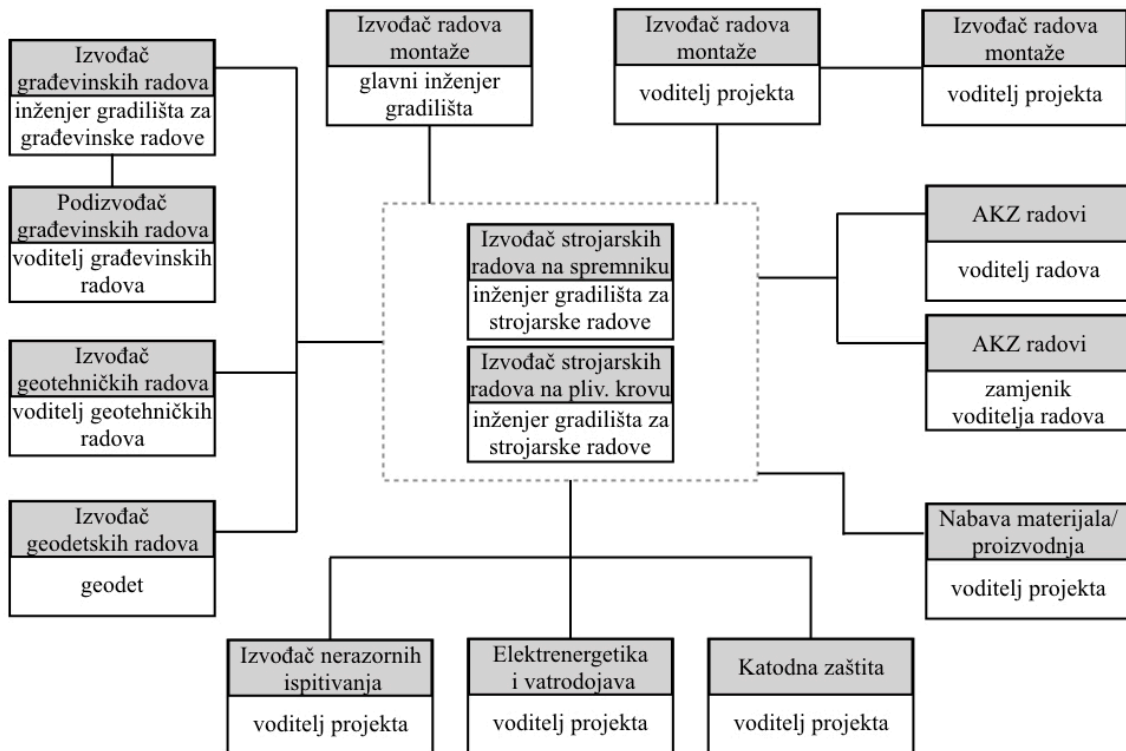 Izvođač
građevinskih radova
inženjer gradilišta za
građevinske radove
Podizvođač
građevinskih radova
voditelj građevinskih
radova
Izvođač
geotehničkih radova
voditelj geotehničkih
radova
Izvođač
geodetskih radova
geodet
Izvođač radova
montaže
glavni inženjer
gradilišta
Izvođač radova
montaže
voditelj projekta
Izvođač radova
montaže
voditelj projekta
Izvođač strojarskih
radova na spremniku
inženjer gradilišta za
strojarske radove
Izvođač strojarskih
radova na pliv. krovu
inženjer gradilišta za
strojarske radove
AKZ radovi
voditelj radova
AKZ radovi
zamjenik
voditelja radova
Nabava materijala/
proizvodnja
voditelj projekta
Izvođač nerazornih
ispitivanja
voditelj projekta
Elektrenergetika
i vatrodojava
voditelj projekta
Katodna zaštita
voditelj projekta